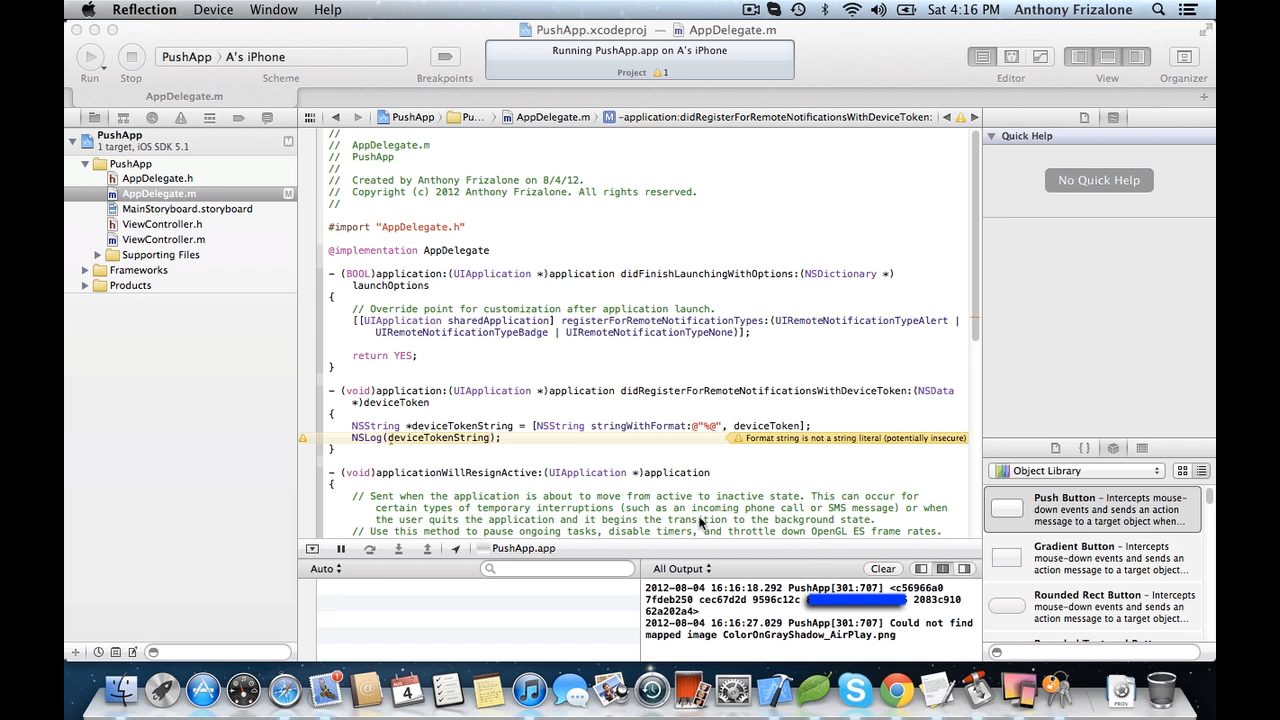 Reflection Device Window Help Sat 4:16 PM Anthony Frizalone
PushApp.xcodeproj — AppDelegate.m
PushApp 〉 A's iPhone
Running PushApp.app on A's iPhone
Project 1
Run Stop Scheme Breakpoints Editor View Organizer
AppDelegate.m
PushApp
1 target, iOS SDK 5.1
M
PushApp
AppDelegate.h
AppDelegate.m
M
MainStoryboard.storyboard
ViewController.h
ViewController.m
Supporting Files
Frameworks
Products
PushApp Pu... AppDelegate.m -application:didRegisterForRemoteNotificationsWithDeviceToken:
//
// AppDelegate.m
// PushApp
//
// Created by Anthony Frizalone on 8/4/12.
// Copyright (c) 2012 Anthony Frizalone. All rights reserved.
//
#import "AppDelegate.h"
@implementation AppDelegate
- (BOOL)application:(UIApplication *)application didFinishLaunchingWithOptions:(NSDictionary *)
launchOptions
{
// Override point for customization after application launch.
[[UIApplication sharedApplication] registerForRemoteNotificationTypes:(UIRemoteNotificationTypeAlert |
UIRemoteNotificationTypeBadge | UIRemoteNotificationTypeNone)];
return YES;
}
- (void)application:(UIApplication *)application didRegisterForRemoteNotificationsWithDeviceToken:(NSData
*)deviceToken
{
NSString *deviceTokenString = [NSString stringWithFormat:@"%@", deviceToken];
NSLog(deviceTokenString);
Format string is not a string literal (potentially insecure)
}
- (void)applicationWillResignActive:(UIApplication *)application
{
// Sent when the application is about to move from active to inactive state. This can occur for
certain types of temporary interruptions (such as an incoming phone call or SMS message) or when
the user quits the application and it begins the transition to the background state.
// Use this method to pause ongoing tasks, disable timers, and throttle down OpenGL ES frame rates.
PushApp.app
Auto
All Output Clear
2012-08-04 16:16:18.292 PushApp[301:707] <c56966a0
7fdeb250 cec67d2d 9596c12c 2083c910
62a202a4>
2012-08-04 16:16:27.029 PushApp[301:707] Could not find
mapped image ColorOnGrayShadow_AirPlay.png
Quick Help
No Quick Help
Object Library
Push Button – Intercepts mouse-
down events and sends an
action message to a target object when...
Gradient Button – Intercepts
mouse-down events and sends an
action message to a target object...
Rounded Rect Button – Intercepts
mouse-down events and sends an
action message to a target object...